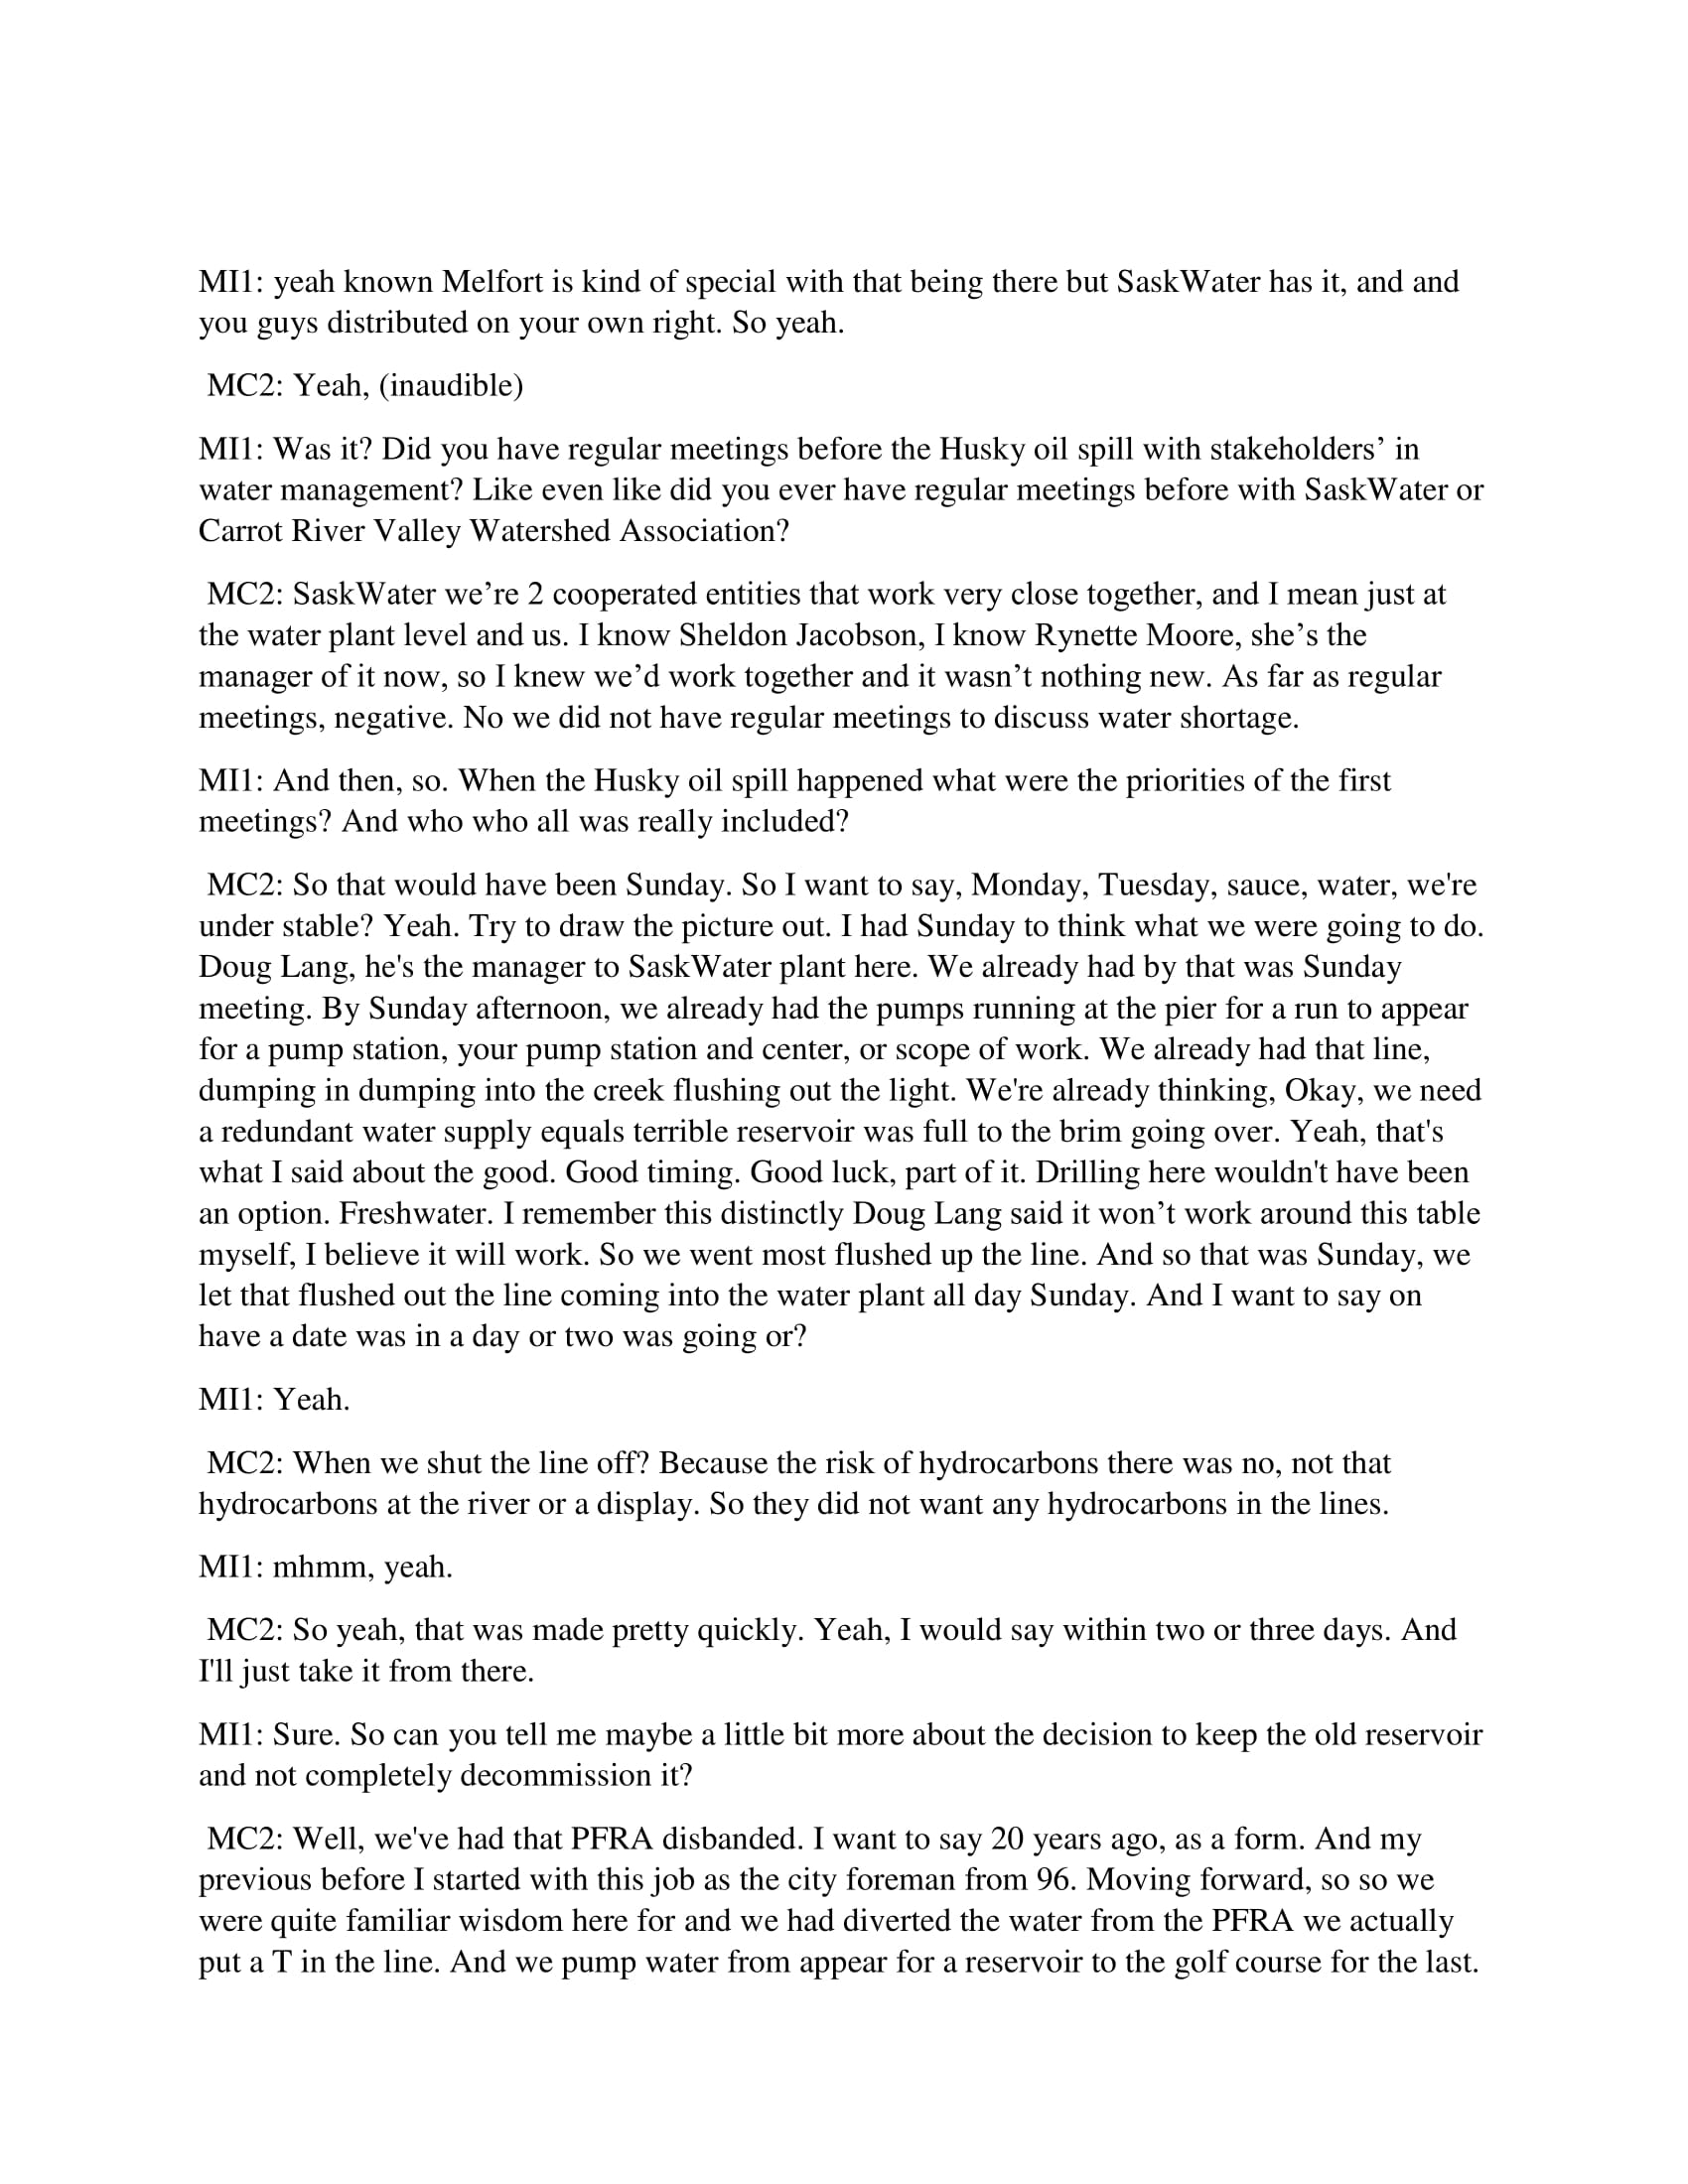 MI1: yeah known Melfort is kind of special with that being there but SaskWater has it, and and
you guys distributed on your own right. So yeah.
MC2: Yeah, (inaudible)
MI1: Was it? Did you have regular meetings before the Husky oil spill with stakeholders’ in
water management? Like even like did you ever have regular meetings before with SaskWater or
Carrot River Valley Watershed Association?
MC2: SaskWater we’re 2 cooperated entities that work very close together, and I mean just at
the water plant level and us. I know Sheldon Jacobson, I know Rynette Moore, she’s the
manager of it now, so I knew we’d work together and it wasn’t nothing new. As far as regular
meetings, negative. No we did not have regular meetings to discuss water shortage.
MI1: And then, so. When the Husky oil spill happened what were the priorities of the first
meetings? And who who all was really included?
MC2: So that would have been Sunday. So I want to say, Monday, Tuesday, sauce, water, we're
under stable? Yeah. Try to draw the picture out. I had Sunday to think what we were going to do.
Doug Lang, he's the manager to SaskWater plant here. We already had by that was Sunday
meeting. By Sunday afternoon, we already had the pumps running at the pier for a run to appear
for a pump station, your pump station and center, or scope of work. We already had that line,
dumping in dumping into the creek flushing out the light. We're already thinking, Okay, we need
a redundant water supply equals terrible reservoir was full to the brim going over. Yeah, that's
what I said about the good. Good timing. Good luck, part of it. Drilling here wouldn't have been
an option. Freshwater. I remember this distinctly Doug Lang said it won’t work around this table
myself, I believe it will work. So we went most flushed up the line. And so that was Sunday, we
let that flushed out the line coming into the water plant all day Sunday. And I want to say on
have a date was in a day or two was going or?
MI1: Yeah.
MC2: When we shut the line off? Because the risk of hydrocarbons there was no, not that
hydrocarbons at the river or a display. So they did not want any hydrocarbons in the lines.
MI1: mhmm, yeah.
MC2: So yeah, that was made pretty quickly. Yeah, I would say within two or three days. And
I'll just take it from there.
MI1: Sure. So can you tell me maybe a little bit more about the decision to keep the old reservoir
and not completely decommission it?
MC2: Well, we've had that PFRA disbanded. I want to say 20 years ago, as a form. And my
previous before I started with this job as the city foreman from 96. Moving forward, so so we
were quite familiar wisdom here for and we had diverted the water from the PFRA we actually
put a T in the line. And we pump water from appear for a reservoir to the golf course for the last.